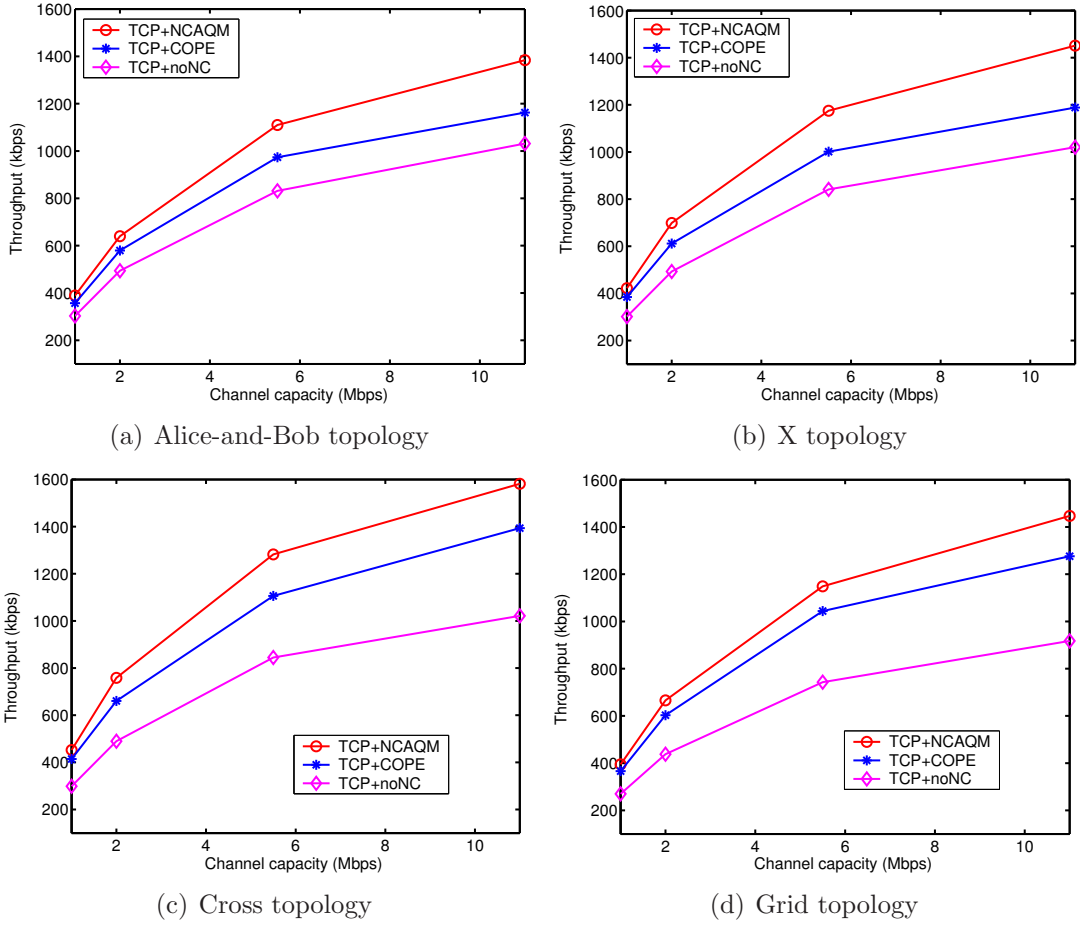 1600
1400
1200
1000
800
600
400
200
Throughput (kbps)
TCP+NCAQM
TCP+COPE
TCP+noNC
2
4
6
8
10
Channel capacity (Mbps)
(a) Alice-and-Bob topology
1600
1400
1200
1000
800
600
400
200
Throughput (kbps)
TCP+NCAQM
TCP+COPE
TCP+noNC
2
4
6
8
10
Channel capacity (Mbps)
(b) X topology
1600
1400
1200
1000
800
600
400
200
Throughput (kbps)
TCP+NCAQM
TCP+COPE
TCP+noNC
2
4
6
8
10
Channel capacity (Mbps)
(c) Cross topology
1600
1400
1200
1000
800
600
400
200
Throughput (kbps)
TCP+NCAQM
TCP+COPE
TCP+noNC
2
4
6
8
10
Channel capacity (Mbps)
(d) Grid topology